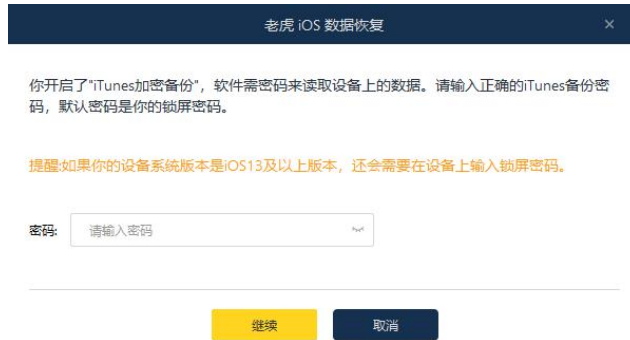 老虎 iOS 数据恢复
你开启了"iTunes加密备份"，软件需密码来读取设备上的数据。请输入正确的iTunes备份密
码，默认密码是你的锁屏密码。
提醒:如果你的设备系统版本是iOS13及以上版本，还会需要在设备上输入锁屏密码。
密码: 请输入密码
继续 取消